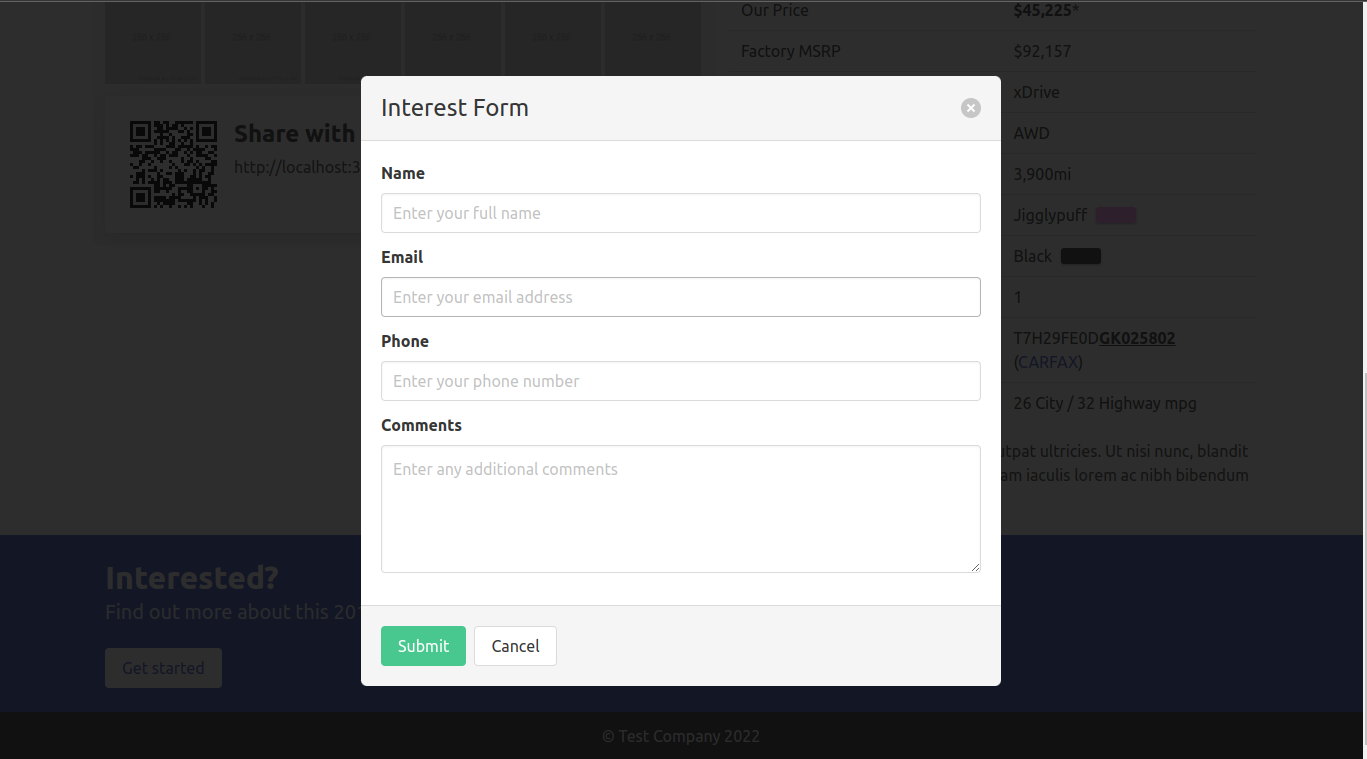 Our Price $45,225*
Factory MSRP $92,157
xDrive
AWD
3,900mi
Jigglypuff
Black
1
T7H29FE0DGK025802
(CARFAX)
26 City / 32 Highway mpg
utpat ultricies. Ut nisi nunc, blandit
am iaculis lorem ac nibh bibendum
Share with
http://localhost:3
Interest Form
Name
Enter your full name
Email
Enter your email address
Phone
Enter your phone number
Comments
Enter any additional comments
Submit Cancel
Interested?
Find out more about this 20
Get started
© Test Company 2022